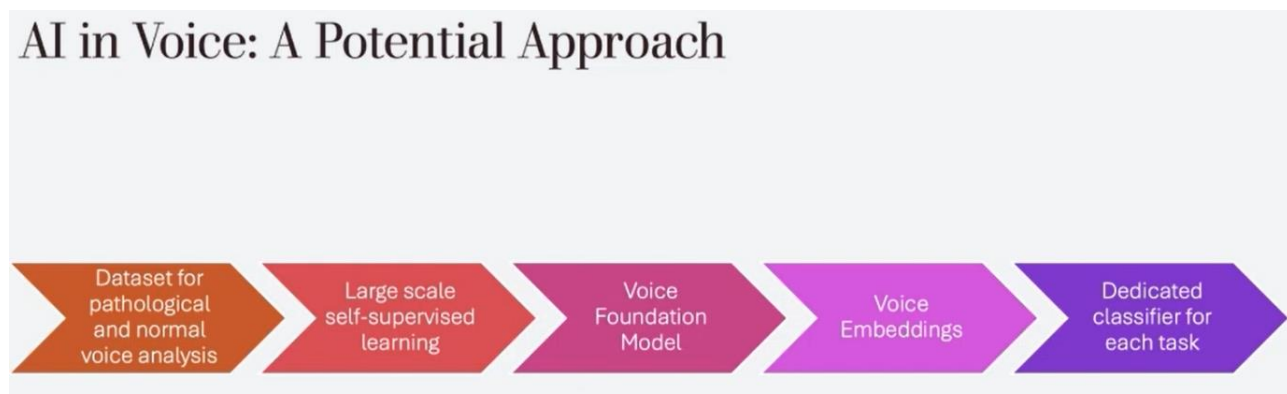 AI in Voice: A Potential Approach
Dataset for
pathological
and normal
voice analysis
Large scale
self-supervised
learning
Voice
Foundation
Model
Voice
Embeddings
Dedicated
classifier for
each task